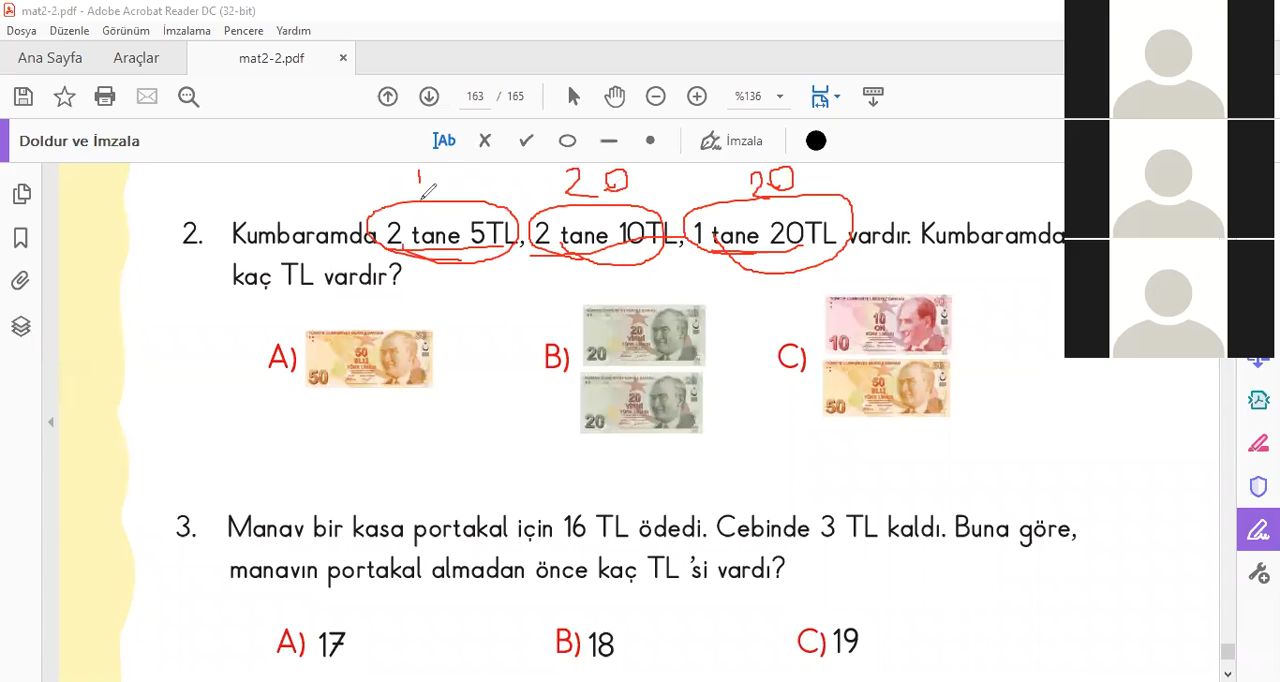 mat2-2.pdf - Adobe Acrobat Reader DC (32-bit)
Dosya Düzenle Görünüm İmzalama Pencere Yardım
Ana Sayfa Araçlar mat2-2.pdf ×
163 / 165 %136
Doldur ve İmzala Ab İmzala
20 20
2. Kumbaramda 2 tane 5TL, 2 tane 10TL, 1 tane 20TL vardır. Kumbaramda
kaç TL vardır?
A) 50 B) 20 20 C) 10 50
3. Manav bir kasa portakal için 16 TL ödedi. Cebinde 3 TL kaldı. Buna göre,
manavın portakal almadan önce kaç TL 'si vardı?
A) 17 B) 18 C) 19